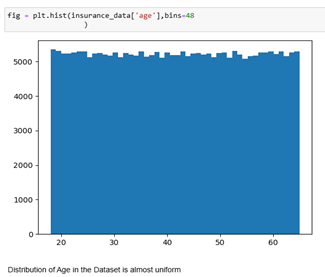 fig = plt.hist(insurance_data['age'],bins=48
)
5000
4000
3000
2000
1000
0
20 30 40 50 60
Distribution of Age in the Dataset is almost uniform